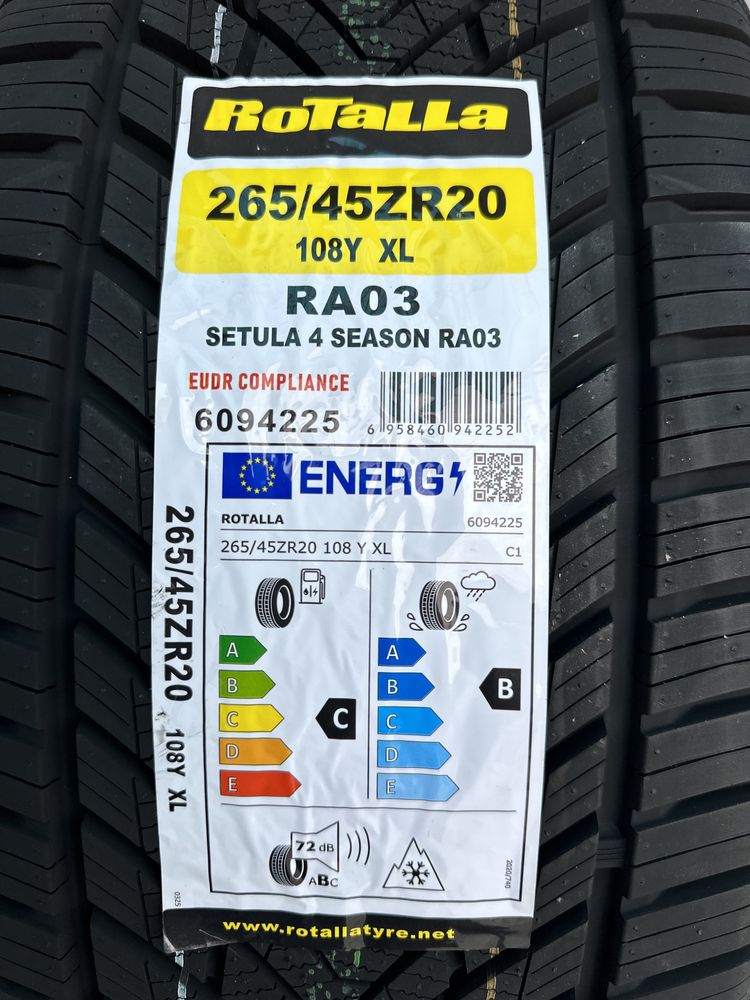 RoTaLLa
265/45ZR20
108Y XL
RA03
SETULA 4 SEASON RA03
EUDR COMPLIANCE
6094225
6 958460 942252
ENERG
ROTALLA
6094225
265/45ZR20 108 Y XL
C1
A
B
C
D
E
C
A
B
C
D
E
B
72 dB
ABC
2020/740
0325
265/45ZR20 108Y XL
www.rotallatyre.net